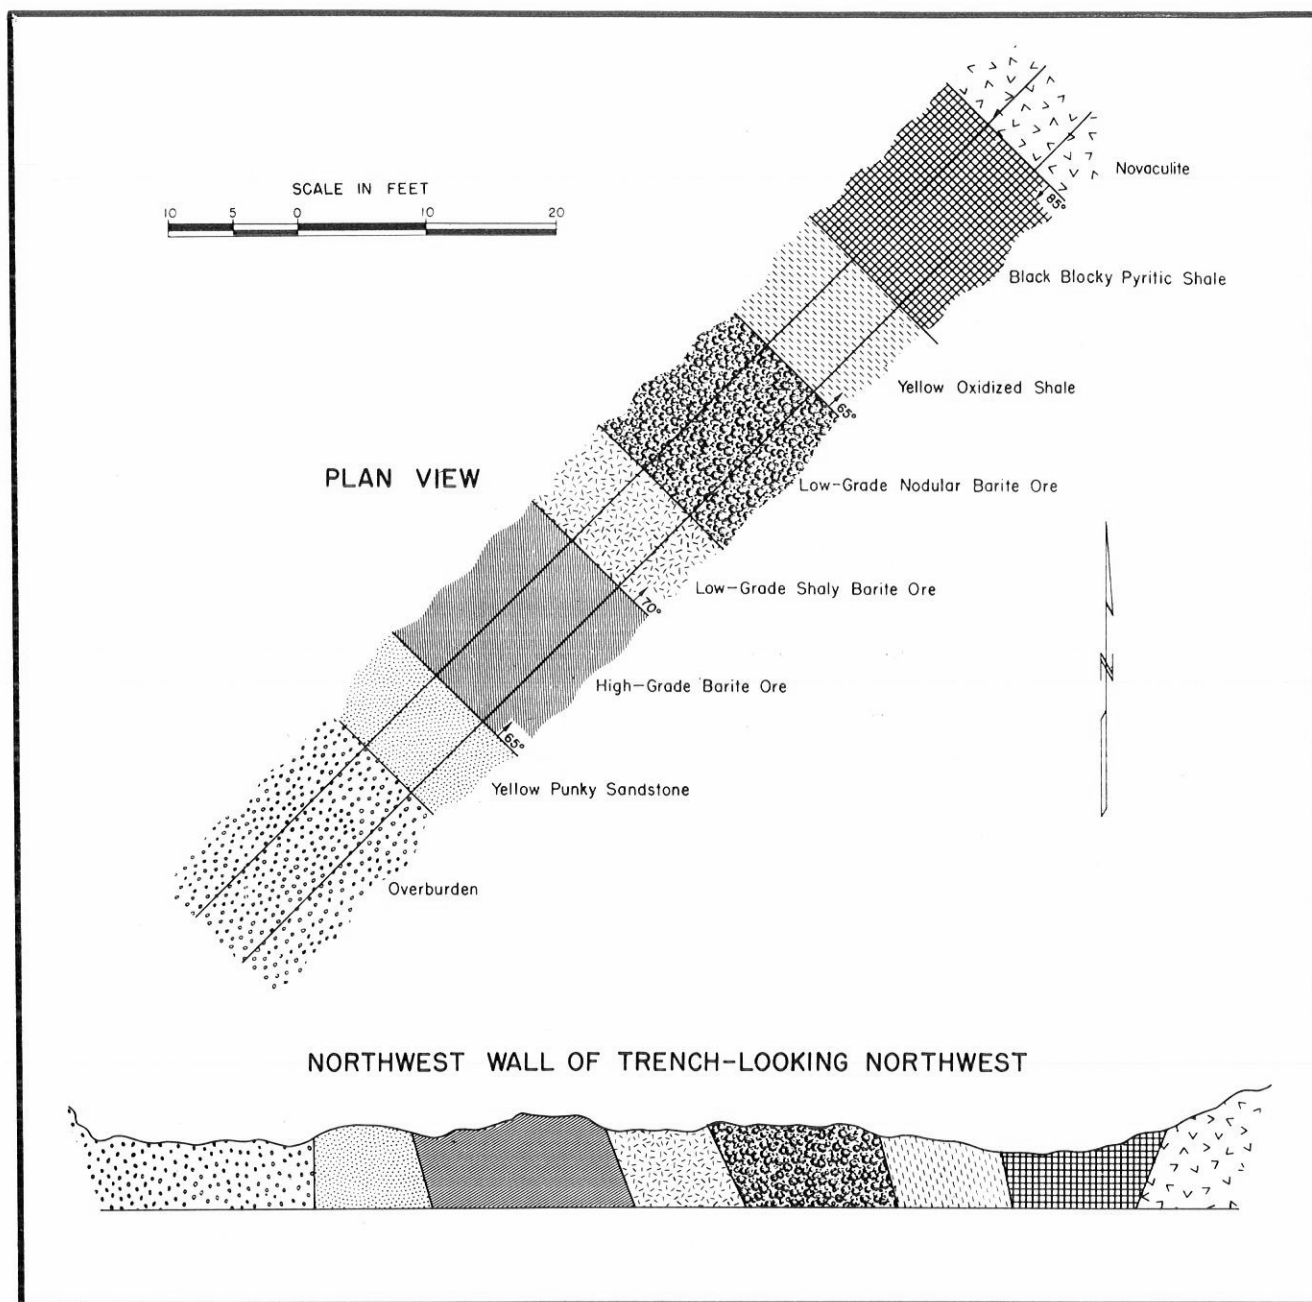 SCALE IN FEET
10 5 0 10 20
Novaculite
85°
Black Blocky Pyritic Shale
Yellow Oxidized Shale
65°
PLAN VIEW
Low-Grade Nodular Barite Ore
Low-Grade Shaly Barite Ore
70°
N
High-Grade Barite Ore
65°
Yellow Punky Sandstone
Overburden
NORTHWEST WALL OF TRENCH-LOOKING NORTHWEST